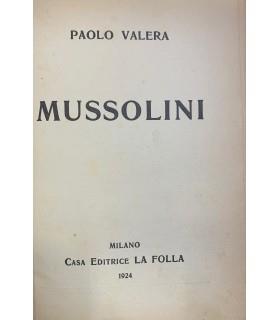 PAOLO VALERA
MUSSOLINI
MILANO
CASA EDITRICE LA FOLLA
1924